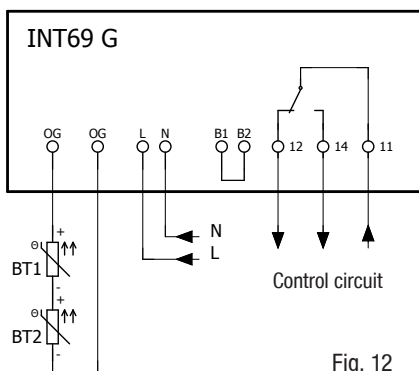 INT69 G
OG OG L N B1 B2 12 14 11
+
Θ
BT1
-
+
Θ
BT2
-
N
L
Control circuit
Fig. 12